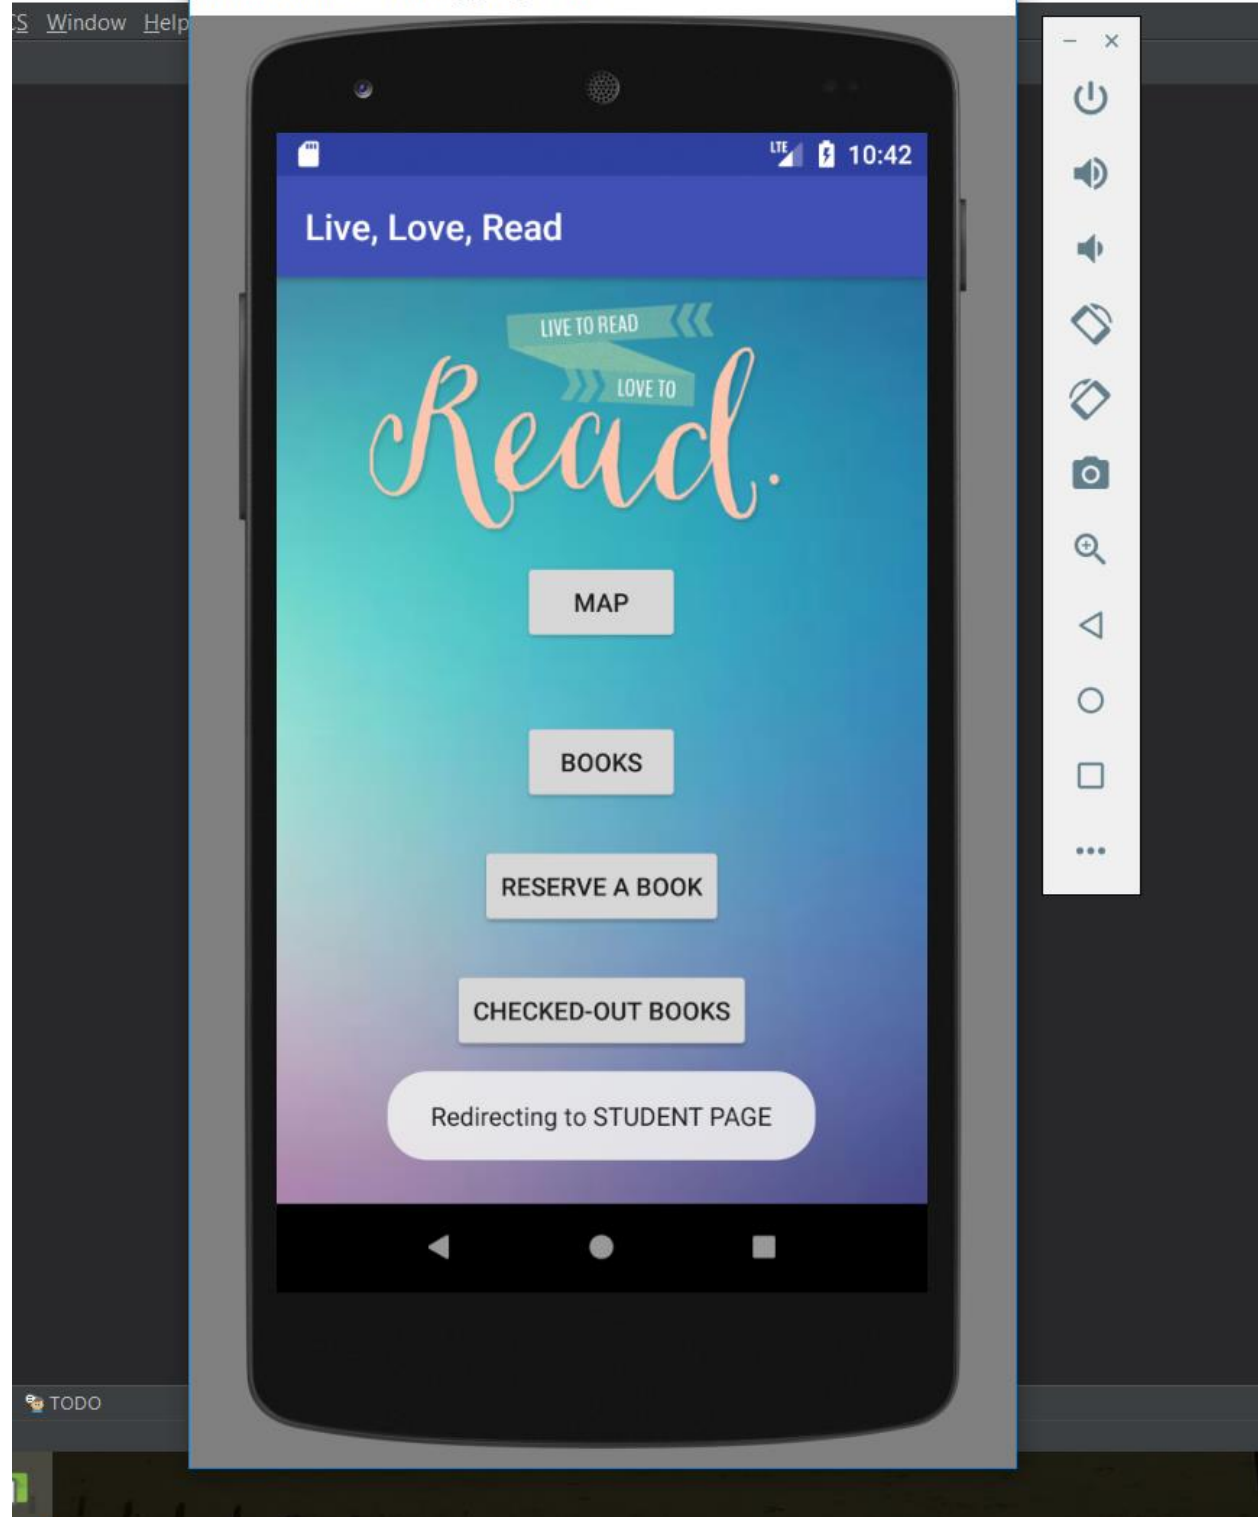 Window Help
LTE 10:42
Live, Love, Read
LIVE TO READ
LOVE TO
Read.
MAP
BOOKS
RESERVE A BOOK
CHECKED-OUT BOOKS
Redirecting to STUDENT PAGE
TODO